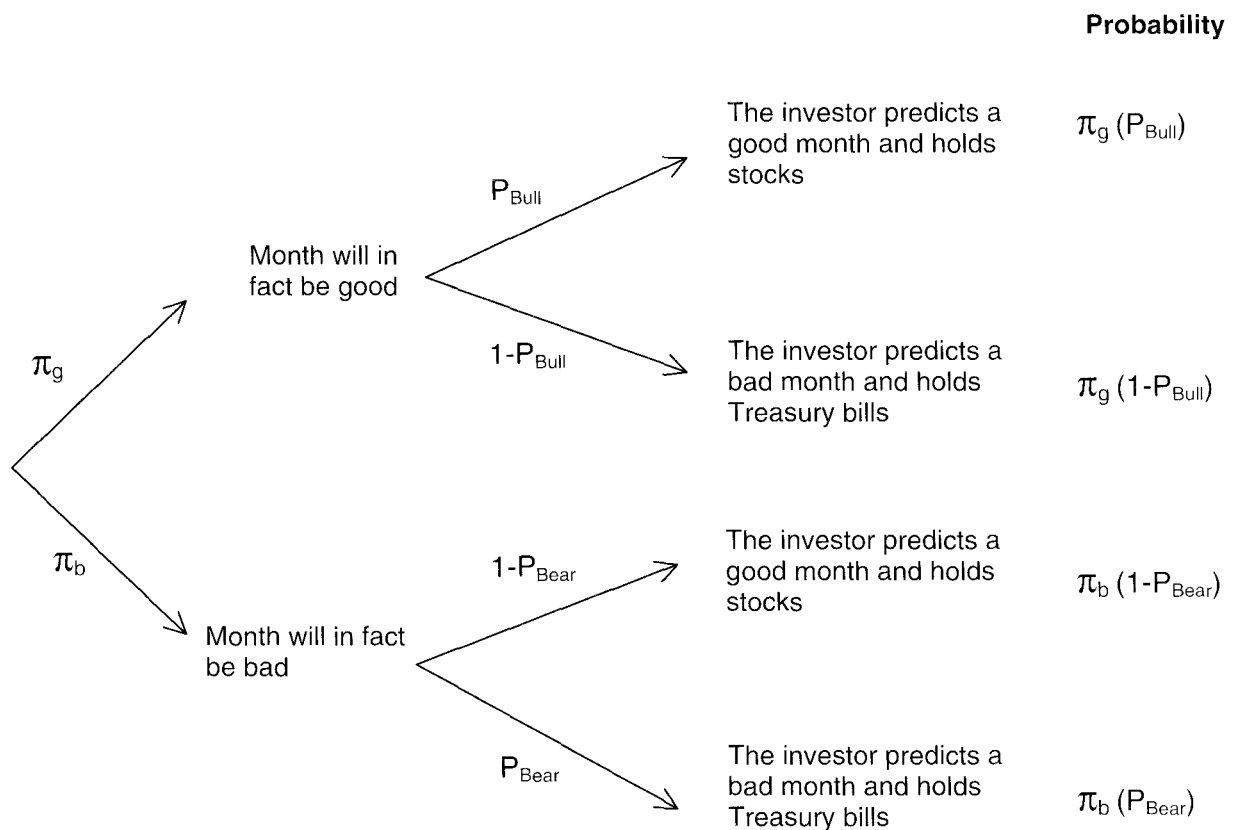 Probability
The investor predicts a
good month and holds
stocks
π_g (P_Bull)
P_Bull
Month will in
fact be good
1-P_Bull
The investor predicts a
bad month and holds
Treasury bills
π_g (1-P_Bull)
π_g
π_b
The investor predicts a
good month and holds
stocks
π_b (1-P_Bear)
1-P_Bear
Month will in fact
be bad
P_Bear
The investor predicts a
bad month and holds
Treasury bills
π_b (P_Bear)